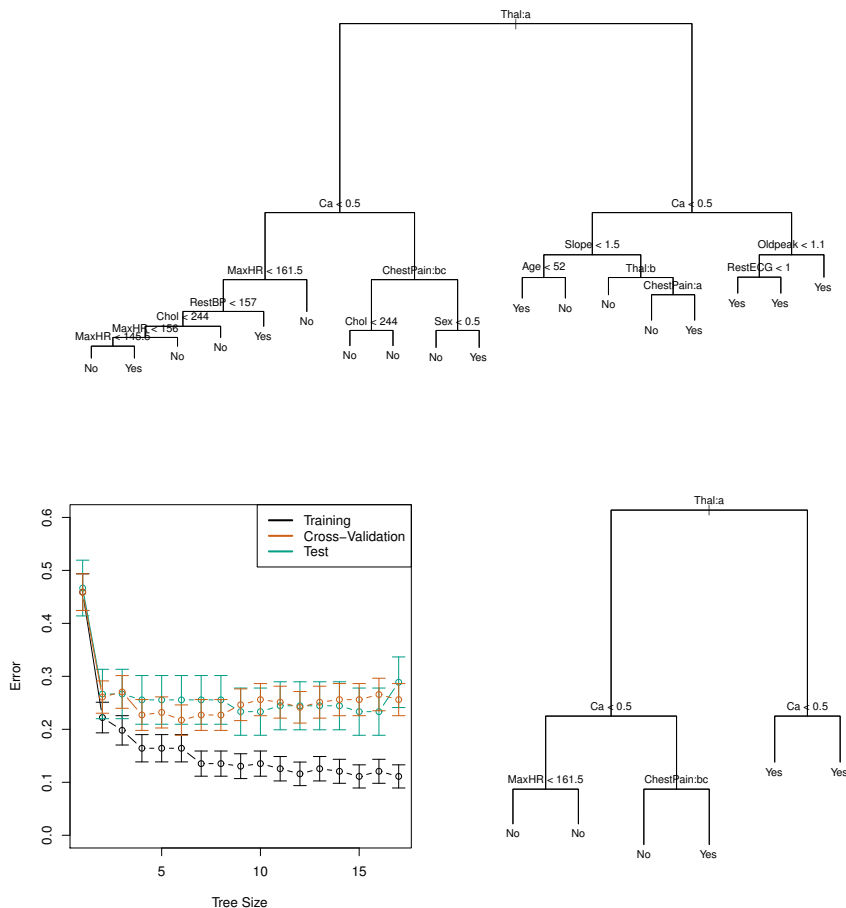 Thal:a
Ca < 0.5
Ca < 0.5
Slope < 1.5
Oldpeak < 1.1
MaxHR < 161.5
ChestPain:bc
Age < 52
Thal:b
RestECG < 1
ChestPain:a
Yes
No
No
Yes
Yes
Yes
No
Yes
RestBP < 157
Chol < 244
MaxHR < 156
MaxHR < 145.5
No
Yes
No
No
Yes
No
Chol < 244
Sex < 0.5
No
No
No
Yes
Training
Cross−Validation
Test
0.6
0.5
0.4
0.3
0.2
0.1
0.0
Error
5
10
15
Tree Size
Thal:a
Ca < 0.5
Ca < 0.5
MaxHR < 161.5
ChestPain:bc
Yes
Yes
No
No
No
Yes